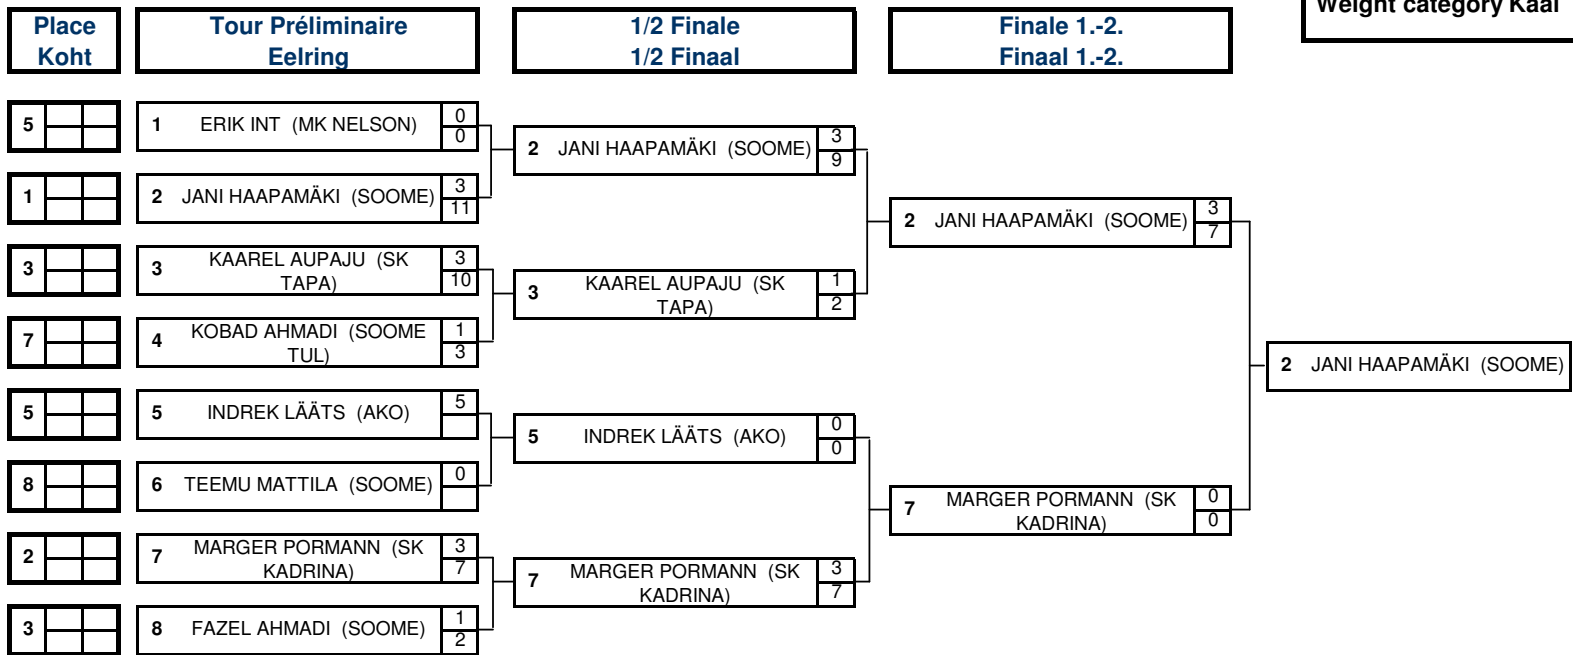 Weight category Kaal
Place
Koht
Tour Préliminaire
Eelring
1/2 Finale
1/2 Finaal
Finale 1.-2.
Finaal 1.-2.
5
1 ERIK INT (MK NELSON) 0
0
1
2 JANI HAAPAMÄKI (SOOME) 3
11
3
3 KAAREL AUPAJU (SK 3
TAPA) 10
7
4 KOBAD AHMADI (SOOME 1
TUL) 3
5
5 INDREK LÄÄTS (AKO) 5
8
6 TEEMU MATTILA (SOOME) 0
2
7 MARGER PORMANN (SK 3
KADRINA) 7
3
8 FAZEL AHMADI (SOOME) 1
2
2 JANI HAAPAMÄKI (SOOME) 3
9
3 KAAREL AUPAJU (SK 1
TAPA) 2
5 INDREK LÄÄTS (AKO) 0
0
7 MARGER PORMANN (SK 3
KADRINA) 7
2 JANI HAAPAMÄKI (SOOME) 3
7
7 MARGER PORMANN (SK 0
KADRINA) 0
2 JANI HAAPAMÄKI (SOOME)